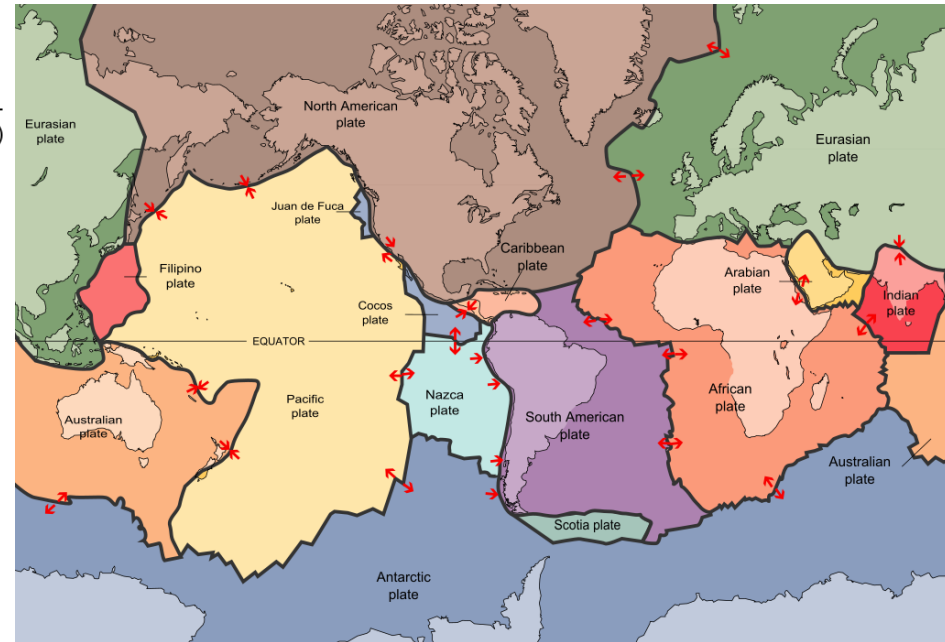 )
North American
plate
Eurasian
plate
Eurasian
plate
Juan de Fuca
plate
Caribbean
plate
Filipino
plate
Arabian
plate
Indian
plate
Cocos
plate
EQUATOR
Pacific
plate
Nazca
plate
African
plate
Australian
plate
South American
plate
Australian
plate
Scotia plate
Antarctic
plate